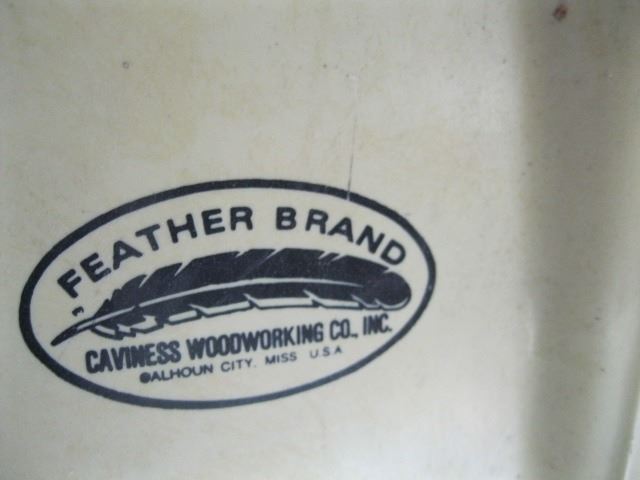 FEATHER BRAND
CAVINESS WOODWORKING CO., INC.
CALHOUN CITY, MISS U.S.A